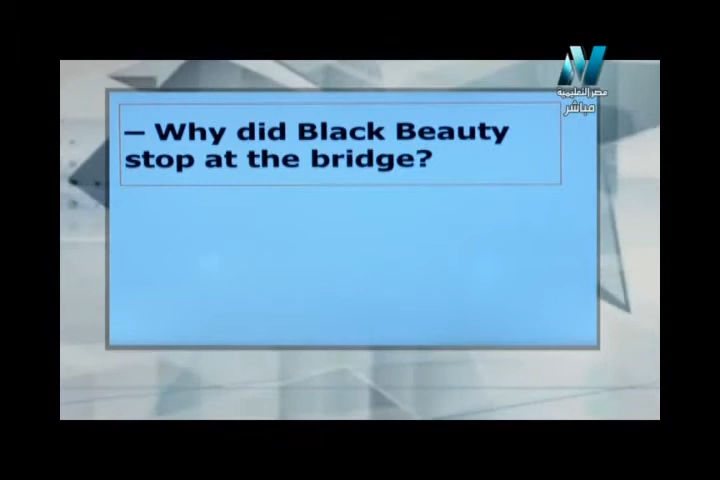 مصر التعليمية
مباشر
– Why did Black Beauty
stop at the bridge?